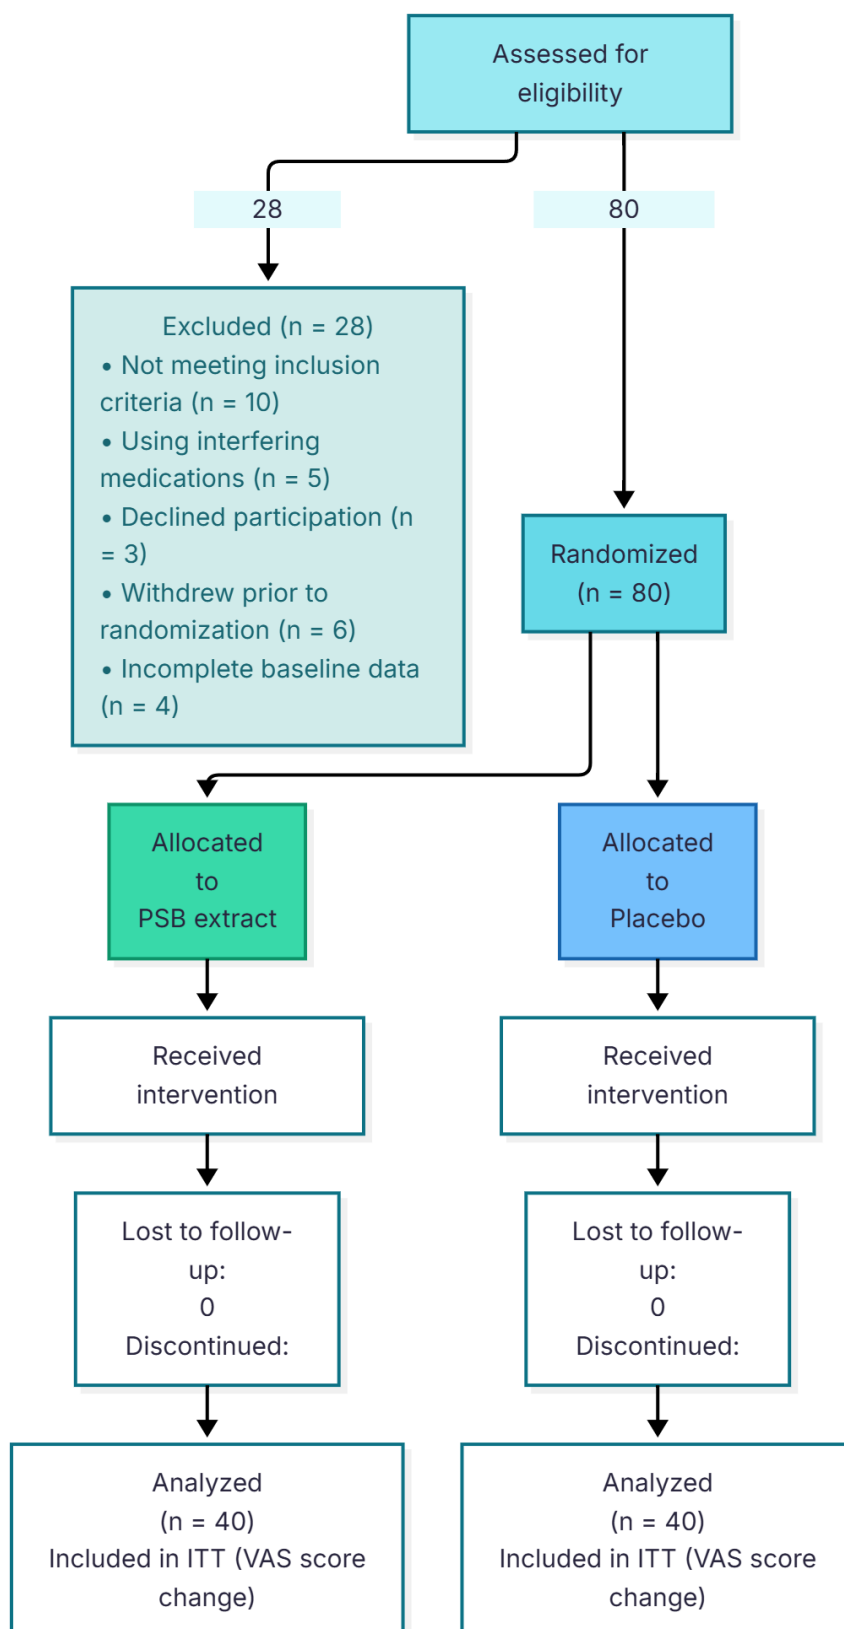 Assessed for
eligibility
28
80
Excluded (n = 28)
• Not meeting inclusion
criteria (n = 10)
• Using interfering
medications (n = 5)
• Declined participation (n
= 3)
• Withdrew prior to
randomization (n = 6)
• Incomplete baseline data
(n = 4)
Randomized
(n = 80)
Allocated
to
PSB extract
Allocated
to
Placebo
Received
intervention
Received
intervention
Lost to follow-
up:
0
Discontinued:
Lost to follow-
up:
0
Discontinued:
Analyzed
(n = 40)
Included in ITT (VAS score
change)
Analyzed
(n = 40)
Included in ITT (VAS score
change)